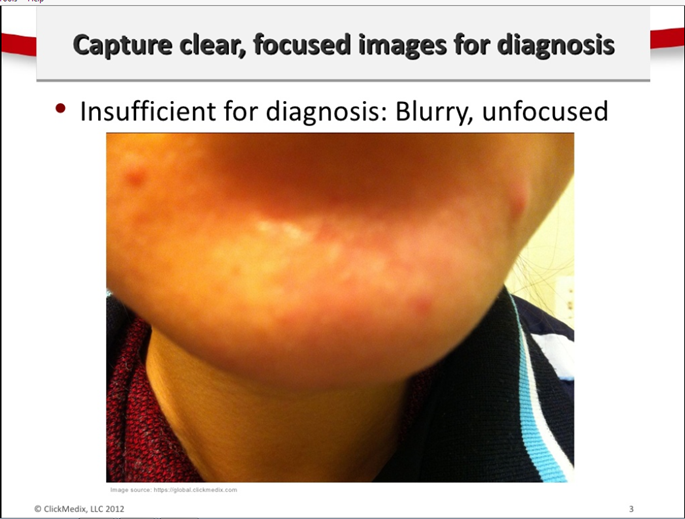 Capture clear, focused images for diagnosis
• Insufficient for diagnosis: Blurry, unfocused
Image source: https://global.clickmedix.com
© ClickMedix, LLC 2012
3